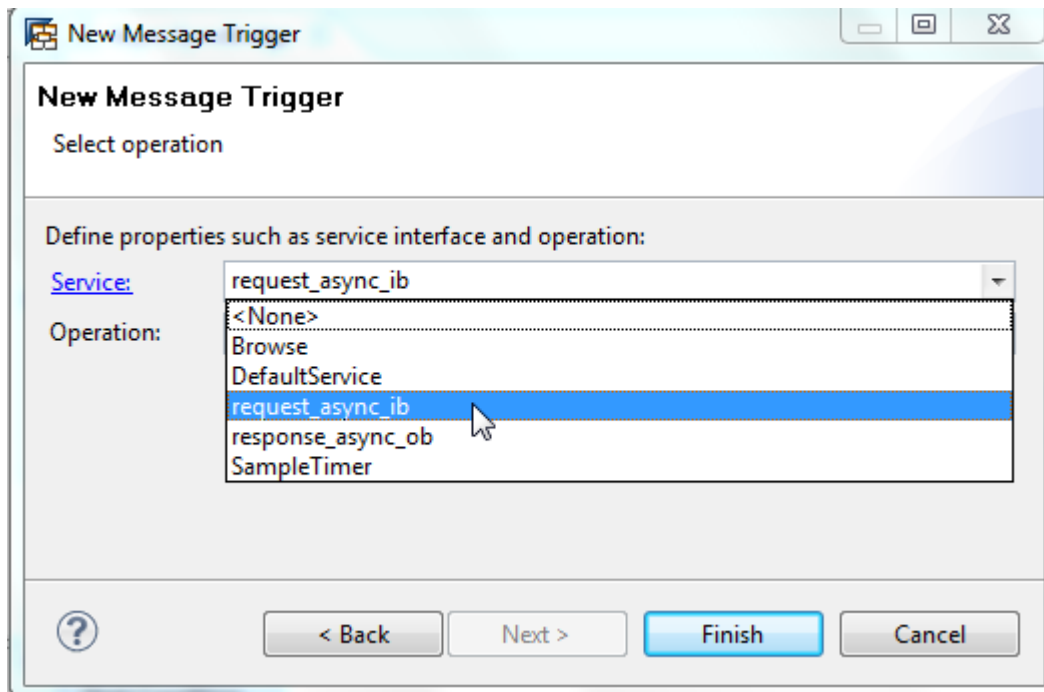 New Message Trigger
New Message Trigger
Select operation
Define properties such as service interface and operation:
Service: request_async_ib
Operation:
<None>
Browse
DefaultService
request_async_ib
response_async_ob
SampleTimer
? < Back Next > Finish Cancel